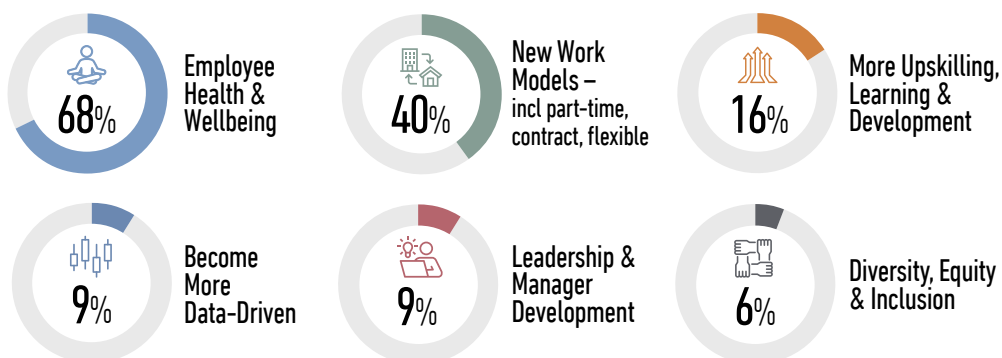 68%
Employee
Health &
Wellbeing
40%
New Work
Models –
incl part-time,
contract, flexible
16%
More Upskilling,
Learning &
Development
9%
Become
More
Data-Driven
9%
Leadership &
Manager
Development
6%
Diversity, Equity
& Inclusion